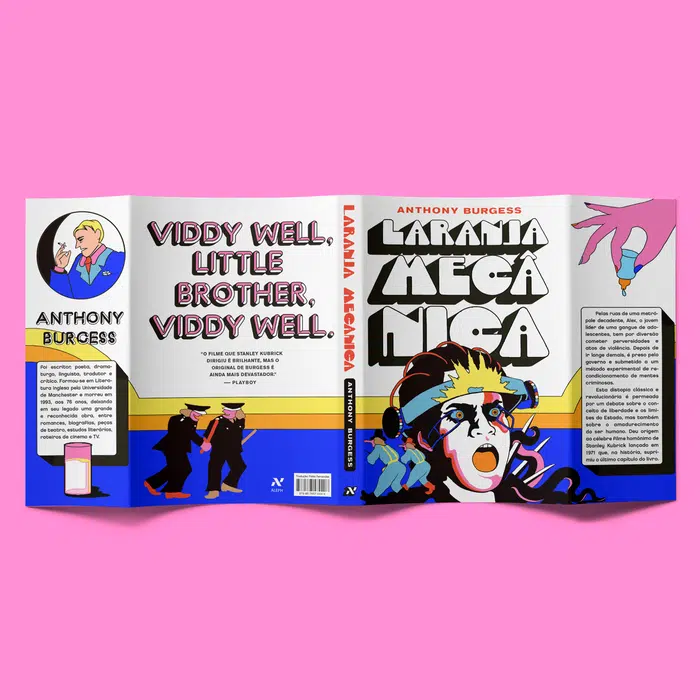 ANTHONY
BURGESS
Foi escritor, poeta, drama-
turgo, linguista, tradutor e
crítico. Formou-se em Litera-
tura Inglesa pela Universidade
de Manchester e morreu em
1993, aos 76 anos, deixando
em seu legado uma grande
e reconhecida obra, entre
romances, biografias, peças
de teatro, estudos literários,
roteiros de cinema e TV.
VIDDY WELL,
LITTLE
BROTHER,
VIDDY WELL.
"O FILME QUE STANLEY KUBRICK
DIRIGIU É BRILHANTE, MAS O
ORIGINAL DE BURGESS É
AINDA MAIS DEVASTADOR."
— PLAYBOY
ALEPH
LARANJA MECÂNICA
ANTHONY BURGESS
ANTHONY BURGESS
LARANJA
MECÂ
NICA
Pelas ruas de uma metró-
pole decadente, Alex, o jovem
líder de uma gangue de ado-
lescentes, tem por diversão
cometer perversidades e
atos de violência. Depois de
ir longe demais, é preso pelo
governo e submetido a um
método experimental de re-
condicionamento de mentes
criminosas.
Esta distopia clássica e
revolucionária é permeada
por um debate sobre o con-
ceito de liberdade e os limi-
tes do Estado, mas também
sobre o amadurecimento
do ser humano. Deu origem
ao célebre filme homônimo de
Stanley Kubrick lançado em
1971 que, na história, supri-
miu o último capítulo do livro.